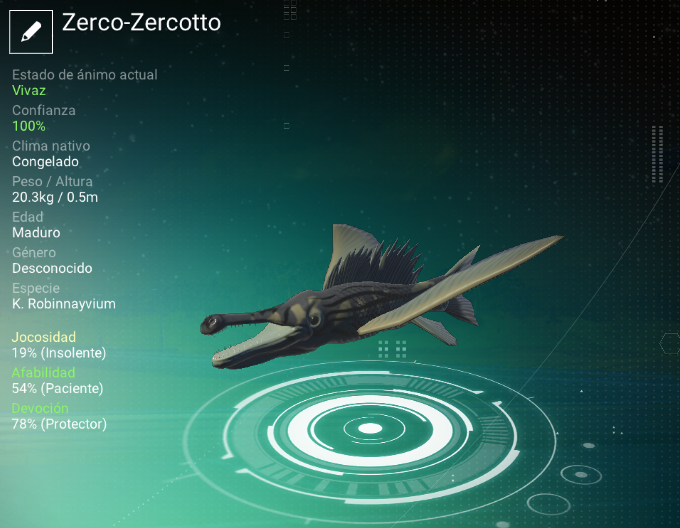 Zerco-Zercotto
Estado de ánimo actual
Vivaz
Confianza
100%
Clima nativo
Congelado
Peso / Altura
20.3kg / 0.5m
Edad
Maduro
Género
Desconocido
Especie
K. Robinnayvium
Jocosidad
19% (Insolente)
Afabilidad
54% (Paciente)
Devoción
78% (Protector)